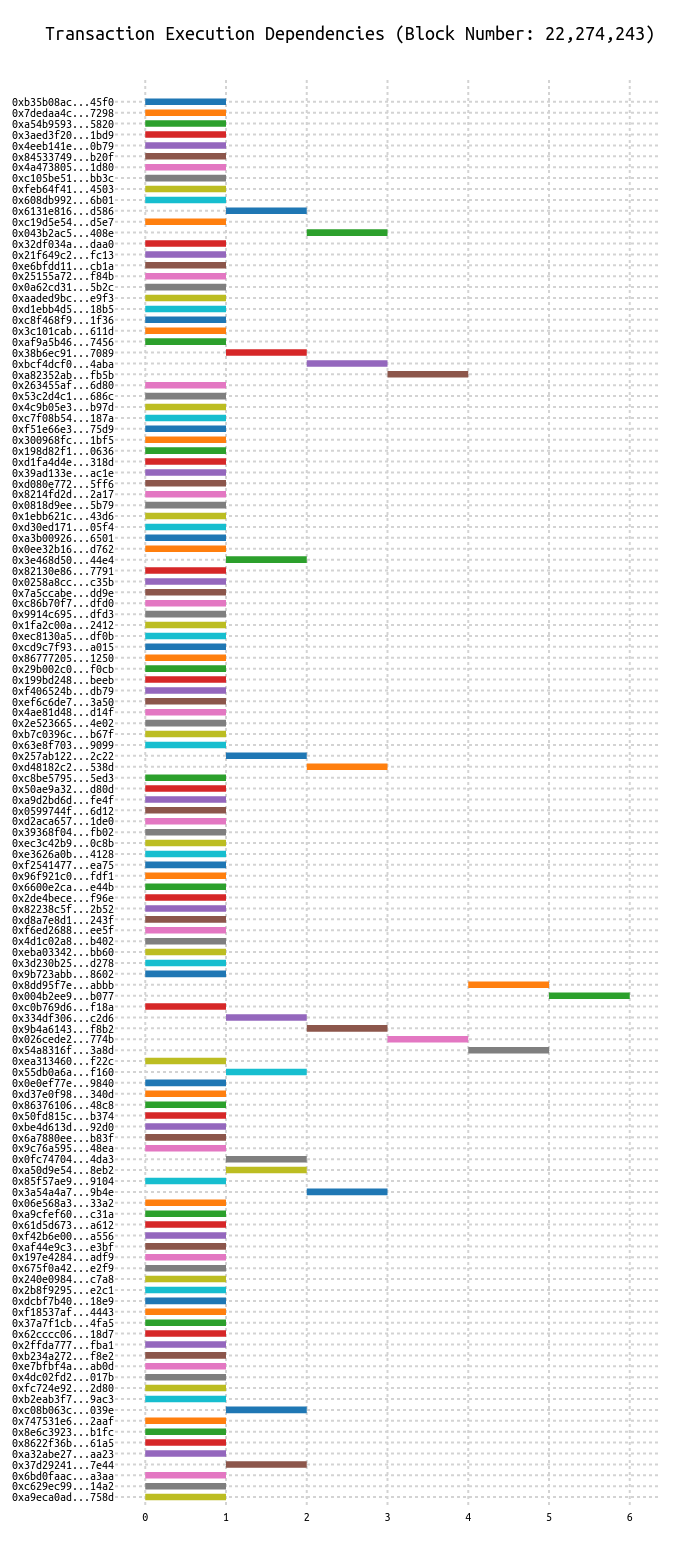 Transaction Execution Dependencies (Block Number: 22,274,243)
0xb35b08ac...45f0
0x7dedaa4c...7298
0xa54b9593...5820
0x3aed3f20...1bd9
0x4eeb141e...0b79
0x84533749...b20f
0x4a473805...1d80
0xc105be51...bb3c
0xfeb64f41...4503
0x608db992...6b01
0x6131e816...d586
0xc19d5e54...d5e7
0x043b2ac5...408e
0x32df034a...daa0
0x21f649c2...fc13
0xe6bfdd11...cb1a
0x25155a72...f84b
0x0a62cd31...5b2c
0xaaded9bc...e9f3
0xd1ebb4d5...18b5
0xc8f468f9...1f36
0x3c101cab...611d
0xaf9a5b46...7456
0x38b6ec91...7089
0xbcf4dcf0...4aba
0xa82352ab...fb5b
0x263455af...6d80
0x53c2d4c1...686c
0x4c9b05e3...b97d
0xc7f08b54...187a
0xf51e66e3...75d9
0x300968fc...1bf5
0x198d82f1...0636
0xd1fa4d4e...318d
0x39ad133e...ac1e
0xd080e772...5ff6
0x8214fd2d...2a17
0x0818d9ee...5b79
0x1ebb621c...43d6
0xd30ed171...05f4
0xa3b00926...6501
0x0ee32b16...d762
0x3e468d50...44e4
0x82130e86...7791
0x0258a8cc...c35b
0x7a5ccabe...dd9e
0xc86b70f7...dfd0
0x9914c695...dfd3
0x1fa2c00a...2412
0xec8130a5...df0b
0xcd9c7f93...a015
0x86777205...1250
0x29b002c0...f0cb
0x199bd248...beeb
0xf406524b...db79
0xef6c6de7...3a50
0x4ae81d48...d14f
0x2e523665...4e02
0xb7c0396c...b67f
0x63e8f703...9099
0x257ab122...2c22
0xd48182c2...538d
0xc8be5795...5ed3
0x50ae9a32...d80d
0xa9d2bd6d...fe4f
0x0599744f...6d12
0xd2aca657...1de0
0x39368f04...fb02
0xec3c42b9...0c8b
0xe3626a0b...4128
0xf2541477...ea75
0x96f921c0...fdf1
0x6600e2ca...e44b
0x2de4bece...f96e
0x82238c5f...2b52
0xd8a7e8d1...243f
0xf6ed2688...ee5f
0x4d1c02a8...b402
0xeba03342...bb60
0x3d230b25...d278
0x9b723abb...8602
0x8dd95f7e...abbb
0x004b2ee9...b077
0xc0b769d6...f18a
0x334df306...c2d6
0x9b4a6143...f8b2
0x026cede2...774b
0x54a8316f...3a8d
0xea313460...f22c
0x55db0a6a...f160
0x0e0ef77e...9840
0xd37e0f98...340d
0x86376106...48c8
0x50fd815c...b374
0xbe4d613d...92d0
0x6a7880ee...b83f
0x9c76a595...48ea
0x0fc74704...4da3
0xa50d9e54...8eb2
0x85f57ae9...9104
0x3a54a4a7...9b4e
0x06e568a3...33a2
0xa9cfef60...c31a
0x61d5d673...a612
0xf42b6e00...a556
0xaf44e9c3...e3bf
0x197e4284...adf9
0x675f0a42...e2f9
0x240e0984...c7a8
0x2b8f9295...e2c1
0xdcbf7b40...18e9
0xf18537af...4443
0x37a7f1cb...4fa5
0x62cccc06...18d7
0x2ffda777...fba1
0xb234a272...f8e2
0xe7bfbf4a...ab0d
0x4dc02fd2...017b
0xfc724e92...2d80
0xb2eab3f7...9ac3
0xc08b063c...039e
0x747531e6...2aaf
0x8e6c3923...b1fc
0x8622f36b...61a5
0xa32abe27...aa23
0x37d29241...7e44
0x6bd0faac...a3aa
0xc629ec99...14a2
0xa9eca0ad...758d
0 1 2 3 4 5 6